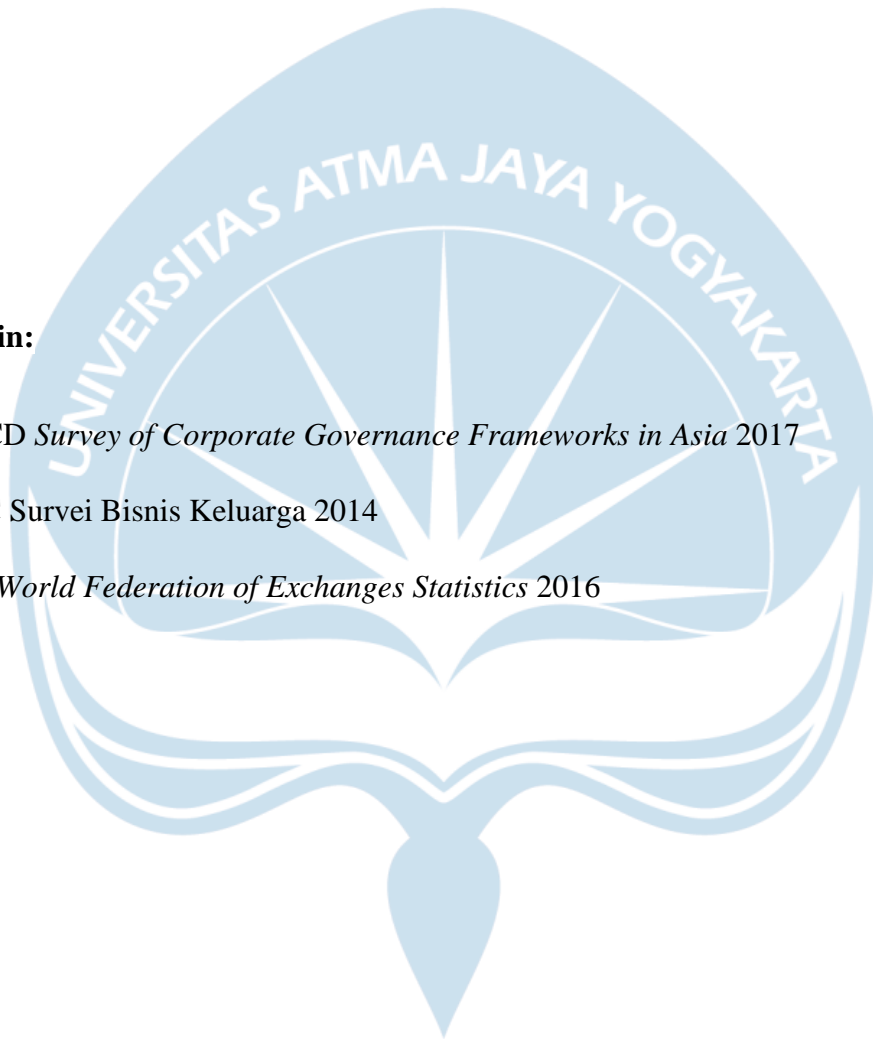 UNIVERSITAS ATMA JAYA YOGYAKARTA
in:
CD Survey of Corporate Governance Frameworks in Asia 2017
Survei Bisnis Keluarga 2014
World Federation of Exchanges Statistics 2016